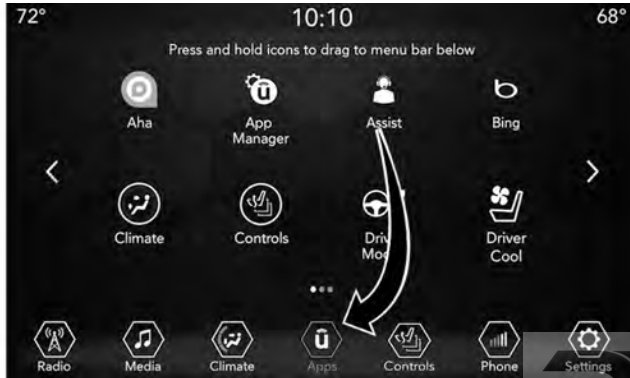 72° 10:10 68°
Press and hold icons to drag to menu bar below
Aha App Manager Assist Bing
Climate Controls Driver Cool
Radio Media Climate Apps Controls Phone Settings